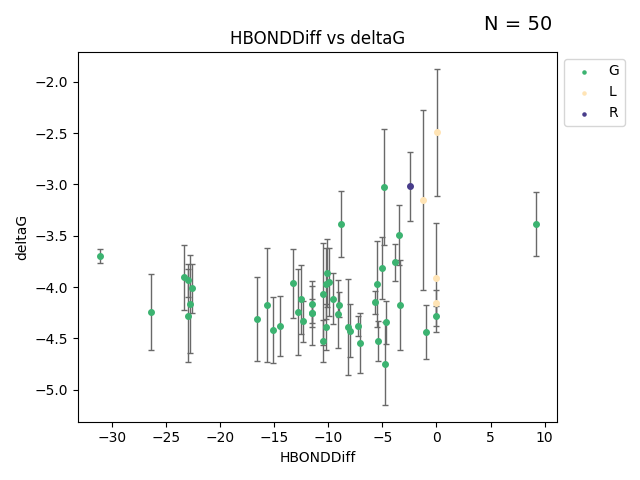 N = 50
HBONDDiff vs deltaG
G
L
R
deltaG
−2.0
−2.5
−3.0
−3.5
−4.0
−4.5
−5.0
−30 −25 −20 −15 −10 −5 0 5 10
HBONDDiff